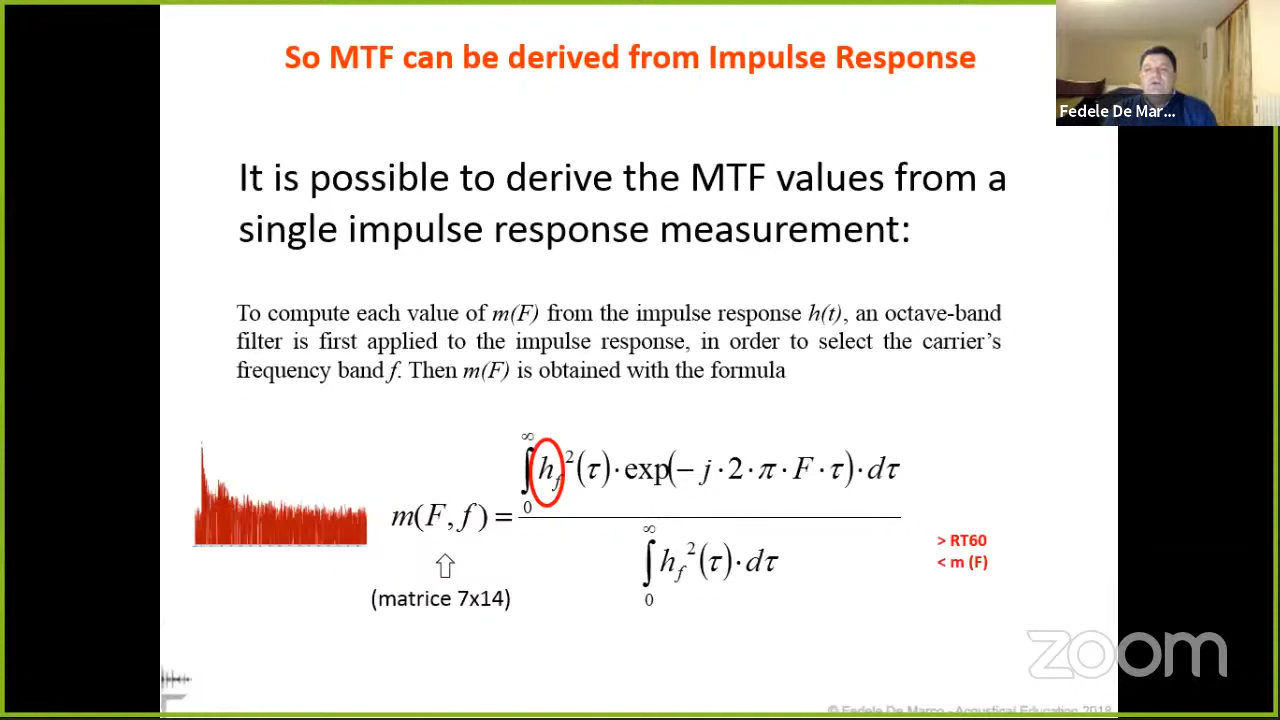 So MTF can be derived from Impulse Response
Fedele De Mar...
It is possible to derive the MTF values from a
single impulse response measurement:
To compute each value of m(F) from the impulse response h(t), an octave-band
filter is first applied to the impulse response, in order to select the carrier's
frequency band f. Then m(F) is obtained with the formula
m(F, f) = ∫₀^∞ h_f²(τ)·exp(− j · 2 · π · F · τ)· dτ / ∫₀^∞ h_f²(τ)· dτ
> RT60
< m (F)
(matrice 7x14)
zoom
© Fedele De Marco - Acoustical Education 2018